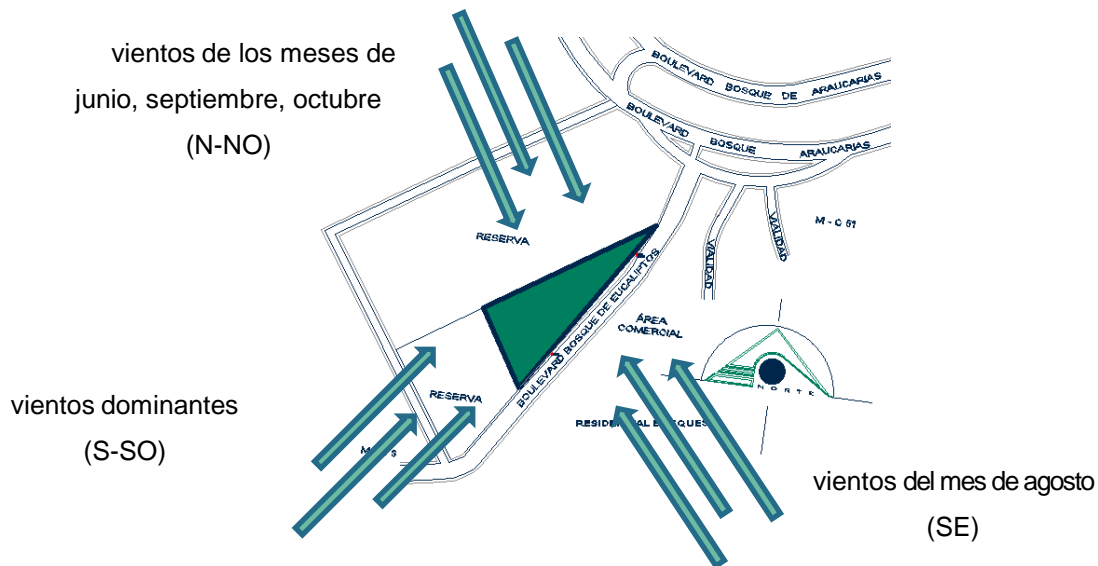 vientos de los meses de
junio, septiembre, octubre
(N-NO)
BOULEVARD BOSQUE DE ARAUCARIAS
BOULEVARD BOSQUE ARAUCARIAS
RESERVA
BOULEVARD BOSQUE DE EUCALIPTOS
VIALIDAD
VIALIDAD
M - C 51
ÁREA
COMERCIAL
NORTE
vientos dominantes
(S-SO)
RESERVA
vientos del mes de agosto
(SE)